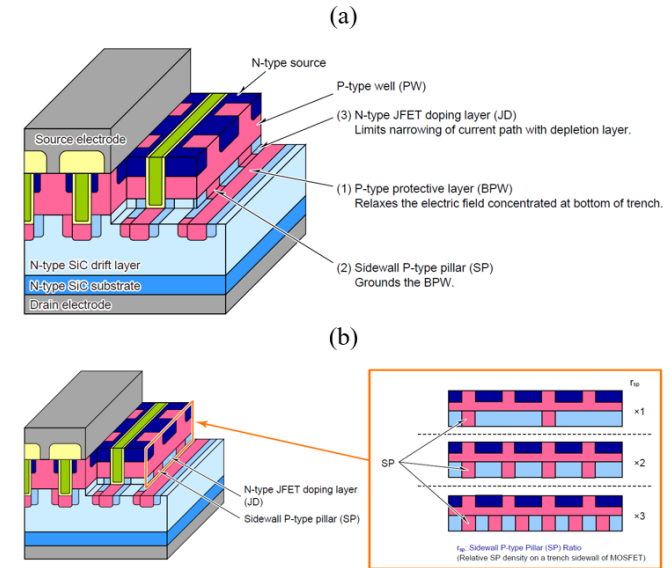 (a)
N-type source
P-type well (PW)
(3) N-type JFET doping layer (JD)
Limits narrowing of current path with depletion layer.
Source electrode
(1) P-type protective layer (BPW)
Relaxes the electric field concentrated at bottom of trench.
(2) Sidewall P-type pillar (SP)
Grounds the BPW.
N-type SiC drift layer
N-type SiC substrate
Drain electrode
(b)
N-type JFET doping layer
(JD)
Sidewall P-type pillar (SP)
rsp
×1
SP
×2
×3
rsp: Sidewall P-type Pillar (SP) Ratio
(Relative SP density on a trench sidewall of MOSFET)